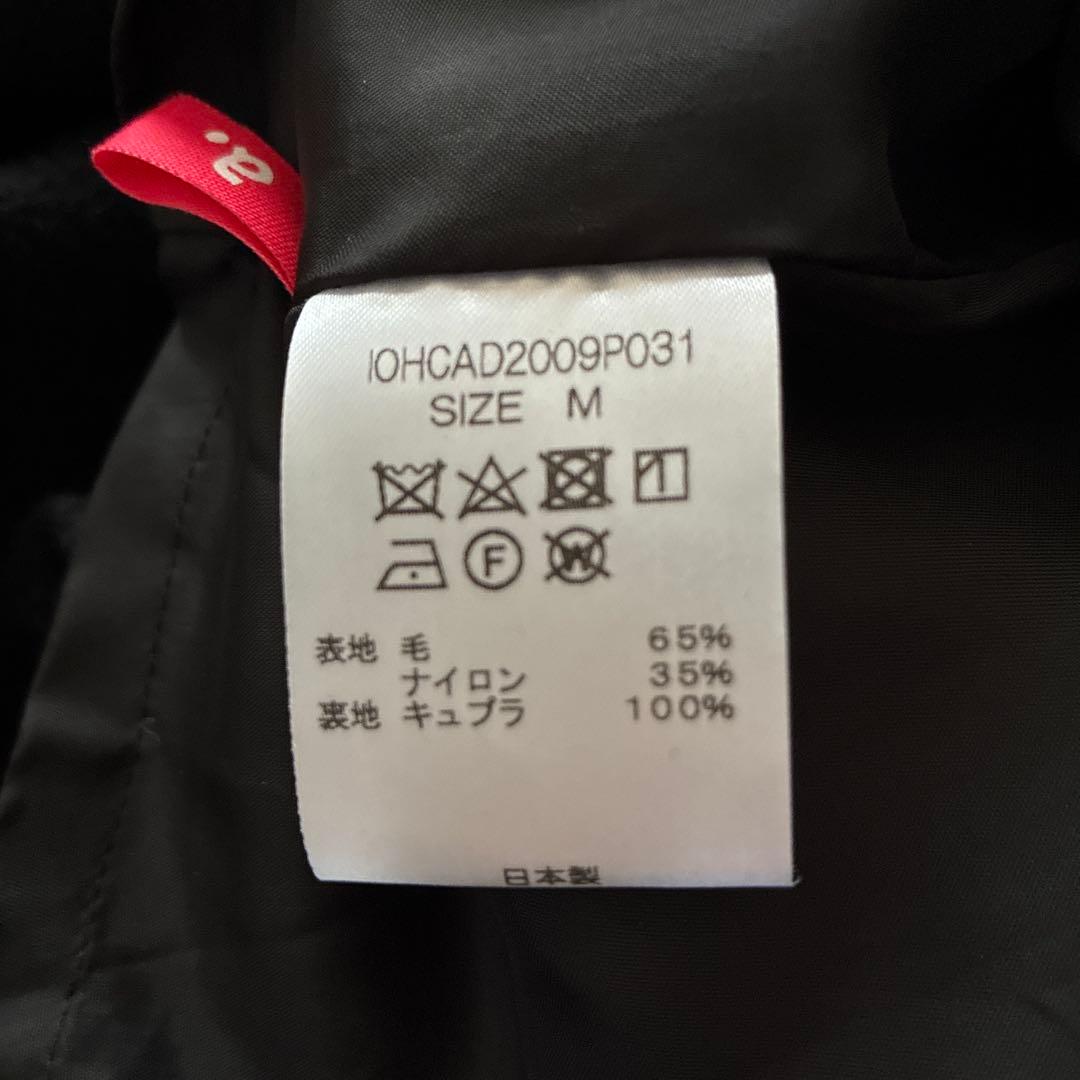 a.
IOHCAD2009P031
SIZE M
F
W
表地 毛 65%
ナイロン 35%
裏地 キュプラ 100%
日本製